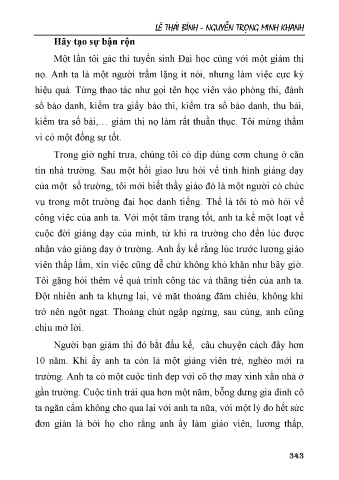 LÊ THÁI BÌNH - NGUYỄN TRỌNG MINH KHANH
Hãy tạo sự bận rộn
Một lần tôi gác thi tuyển sinh Đại học cùng với một giám thị
nọ. Anh ta là một người trầm lặng ít nói, nhưng làm việc cực kỳ
hiệu quả. Từng thao tác như gọi tên học viên vào phòng thi, đánh
số báo danh, kiểm tra giấy báo thi, kiểm tra số báo danh, thu bài,
kiểm tra số bài,… giám thị nọ làm rất thuần thục. Tôi mừng thầm
vì có một đồng sự tốt.
Trong giờ nghỉ trưa, chúng tôi có dịp dùng cơm chung ở căn
tin nhà trường. Sau một hồi giao lưu hỏi về tình hình giảng dạy
của một số trường, tôi mới biết thầy giáo đó là một người có chức
vụ trong một trường đại học danh tiếng. Thế là tôi tò mò hỏi về
công việc của anh ta. Với một tâm trạng tốt, anh ta kể một loạt về
cuộc đời giảng dạy của mình, từ khi ra trường cho đến lúc được
nhận vào giảng dạy ở trường. Anh ấy kể rằng lúc trước lượng giáo
viên thấp lắm, xin việc cũng dễ chứ không khó khăn như bây giờ.
Tôi gặng hỏi thêm về quá trình công tác và thăng tiến của anh ta.
Đột nhiên anh ta khựng lại, vẻ mặt thoáng đăm chiêu, không khí
trở nên ngột ngạt. Thoáng chút ngập ngừng, sau cùng, anh cũng
chịu mở lời.
Người bạn giám thị đó bắt đầu kể, câu chuyện cách đây hơn
10 năm. Khi ấy anh ta còn là một giảng viên trẻ, nghèo mới ra
trường. Anh ta có một cuộc tình đẹp với cô thợ may xinh xắn nhà ở
gần trường. Cuộc tình trải qua hơn một năm, bỗng dưng gia đình cô
ta ngăn cấm không cho qua lại với anh ta nữa, với một lý do hết sức
đơn giản là bởi họ cho rằng anh ấy làm giáo viên, lương thấp,
343